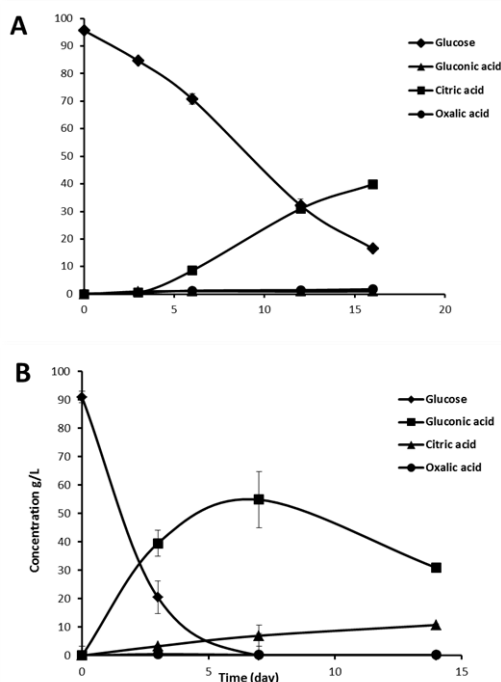 A
100
90
80
70
60
50
40
30
20
10
0
0
5
10
15
20
Glucose
Gluconic acid
Citric acid
Oxalic acid
B
Concentration g/L
100
90
80
70
60
50
40
30
20
10
0
0
5
10
15
Time (day)
Glucose
Gluconic acid
Citric acid
Oxalic acid